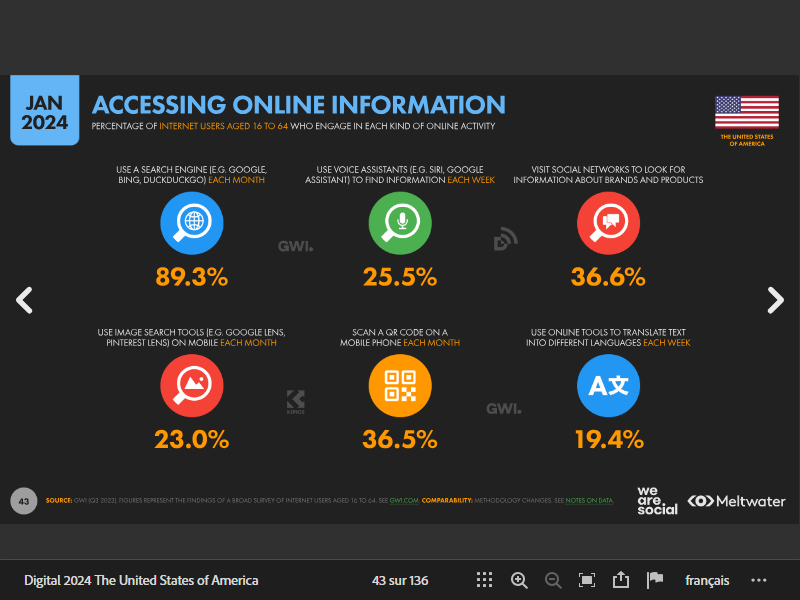 JAN
2024
ACCESSING ONLINE INFORMATION
PERCENTAGE OF INTERNET USERS AGED 16 TO 64 WHO ENGAGE IN EACH KIND OF ONLINE ACTIVITY
THE UNITED STATES
OF AMERICA
USE A SEARCH ENGINE (E.G. GOOGLE,
BING, DUCKDUCKGO) EACH MONTH
89.3%
USE VOICE ASSISTANTS (E.G. SIRI, GOOGLE
ASSISTANT) TO FIND INFORMATION EACH WEEK
25.5%
VISIT SOCIAL NETWORKS TO LOOK FOR
INFORMATION ABOUT BRANDS AND PRODUCTS
36.6%
GWI.
USE IMAGE SEARCH TOOLS (E.G. GOOGLE LENS,
PINTEREST LENS) ON MOBILE EACH MONTH
23.0%
SCAN A QR CODE ON A
MOBILE PHONE EACH MONTH
36.5%
USE ONLINE TOOLS TO TRANSLATE TEXT
INTO DIFFERENT LANGUAGES EACH WEEK
A文
19.4%
KEPIOS
GWI.
43
SOURCE: GWI (Q3 2023). FIGURES REPRESENT THE FINDINGS OF A BROAD SURVEY OF INTERNET USERS AGED 16 TO 64. SEE GWI.COM. COMPARABILITY: METHODOLOGY CHANGES. SEE NOTES ON DATA.
we
are.
social
Meltwater
Digital 2024 The United States of America
43 sur 136
français